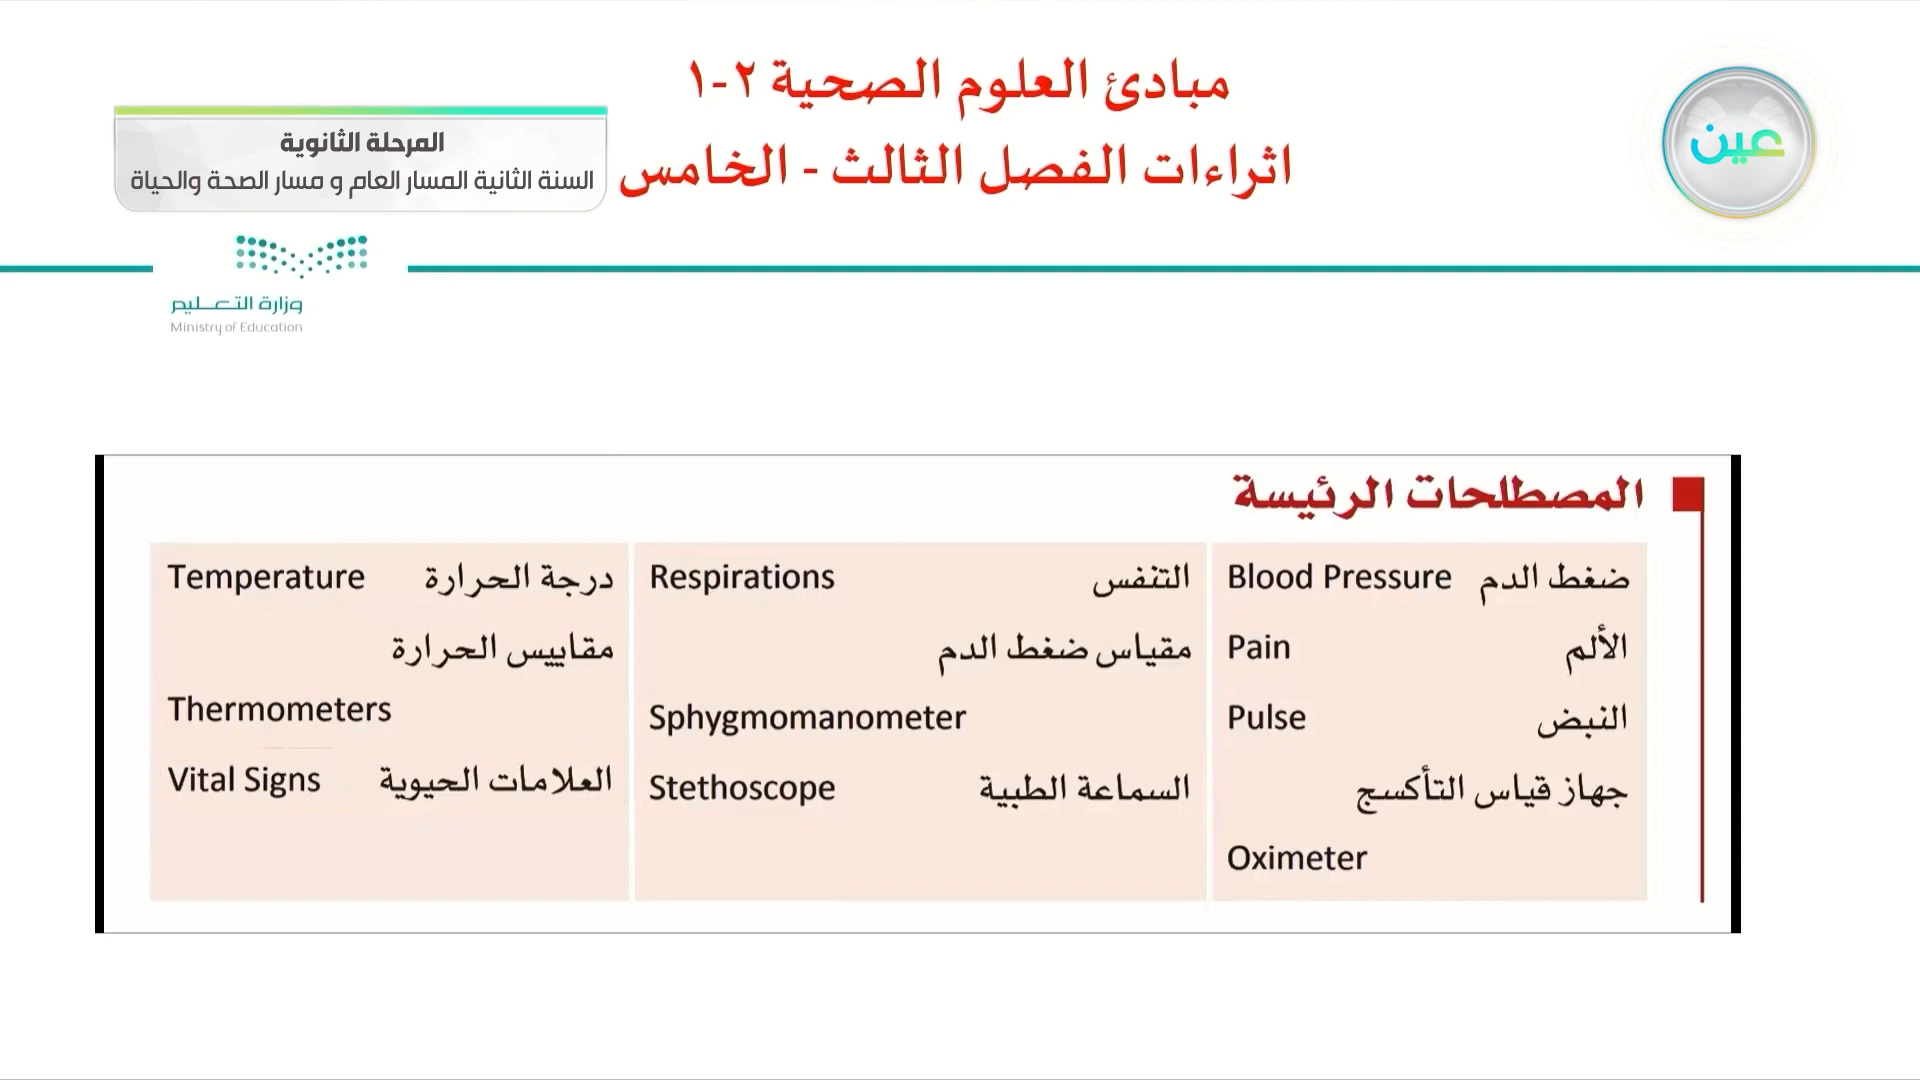 مبادئ العلوم الصحية ٢-١
اثراءات الفصل الثالث - الخامس
عين
المرحلة الثانوية
السنة الثانية المسار العام و مسار الصحة والحياة
وزارة التعليم
Ministry of Education
المصطلحات الرئيسة
ضغط الدم Blood Pressure
الألم Pain
النبض Pulse
جهاز قياس التأكسج
Oximeter
التنفس Respirations
مقياس ضغط الدم
Sphygmomanometer
السماعة الطبية Stethoscope
درجة الحرارة Temperature
مقاييس الحرارة
Thermometers
العلامات الحيوية Vital Signs